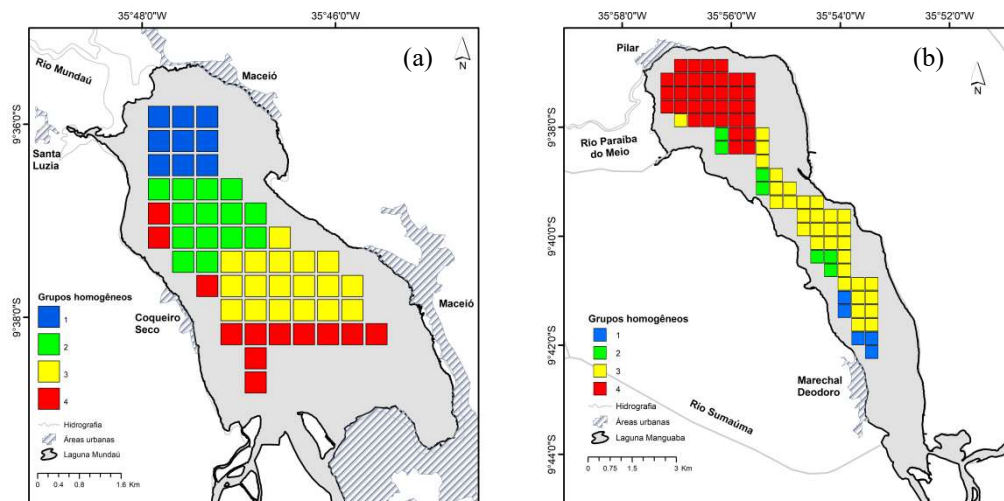 35°48'0"W 35°46'0"W
(a)
N
Rio Mundaú
Maceió
9°36'0"S
Santa
Luzia
Maceió
Coqueiro
Seco
9°38'0"S
Grupos homogêneos
1
2
3
4
Hidrografia
Áreas urbanas
Laguna Mundaú
0 0.4 0.8 1.6 Km
35°58'0"W 35°56'0"W 35°54'0"W 35°52'0"W
(b)
Pilar
N
9°38'0"S
Rio Paraíba
do Meio
9°40'0"S
Grupos homogêneos
1
2
3
4
9°42'0"S
Marechal
Deodoro
Rio Sumaúma
Hidrografia
Áreas urbanas
Laguna Manguaba
9°44'0"S
0 0.75 1.5 3 Km